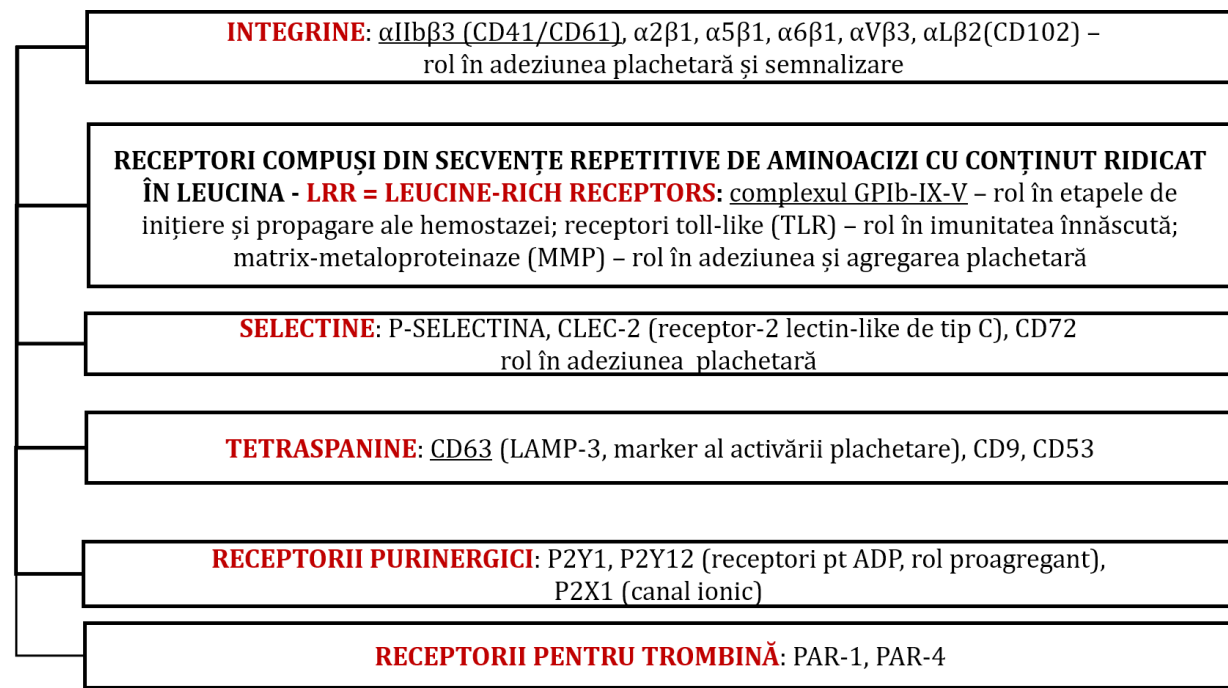 INTEGRINE: αIIbβ3 (CD41/CD61), α2β1, α5β1, α6β1, αVβ3, αLβ2(CD102) –
rol în adeziunea plachetară și semnalizare
RECEPTORI COMPUȘI DIN SECVENȚE REPETITIVE DE AMINOACIZI CU CONȚINUT RIDICAT
ÎN LEUCINA - LRR = LEUCINE-RICH RECEPTORS: complexul GPIb-IX-V – rol în etapele de
inițiere și propagare ale hemostazei; receptori toll-like (TLR) – rol în imunitatea înnăscută;
matrix-metaloproteinaze (MMP) – rol în adeziunea și agregarea plachetară
SELECTINE: P-SELECTINA, CLEC-2 (receptor-2 lectin-like de tip C), CD72
rol în adeziunea plachetară
TETRASPANINE: CD63 (LAMP-3, marker al activării plachetare), CD9, CD53
RECEPTORII PURINERGICI: P2Y1, P2Y12 (receptori pt ADP, rol proagregant),
P2X1 (canal ionic)
RECEPTORII PENTRU TROMBINĂ: PAR-1, PAR-4